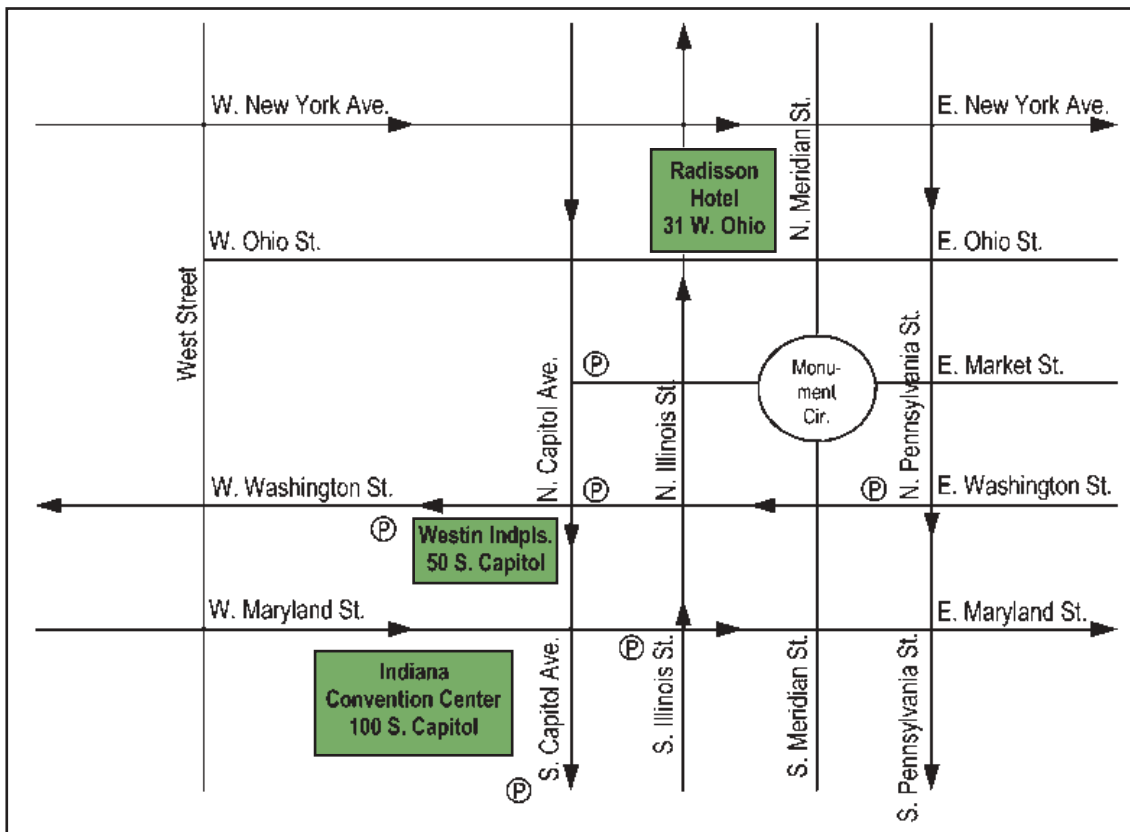 W. New York Ave.
E. New York Ave.
N. Meridian St.
Radisson
Hotel
31 W. Ohio
W. Ohio St.
E. Ohio St.
West Street
N. Capitol Ave.
P
N. Illinois St.
Monu-
ment
Cir.
N. Pennsylvania St.
E. Market St.
W. Washington St.
P
P
E. Washington St.
P
Westin Indpls.
50 S. Capitol
W. Maryland St.
E. Maryland St.
Indiana
Convention Center
100 S. Capitol
S. Capitol Ave.
P
S. Illinois St.
S. Meridian St.
S. Pennsylvania St.
P